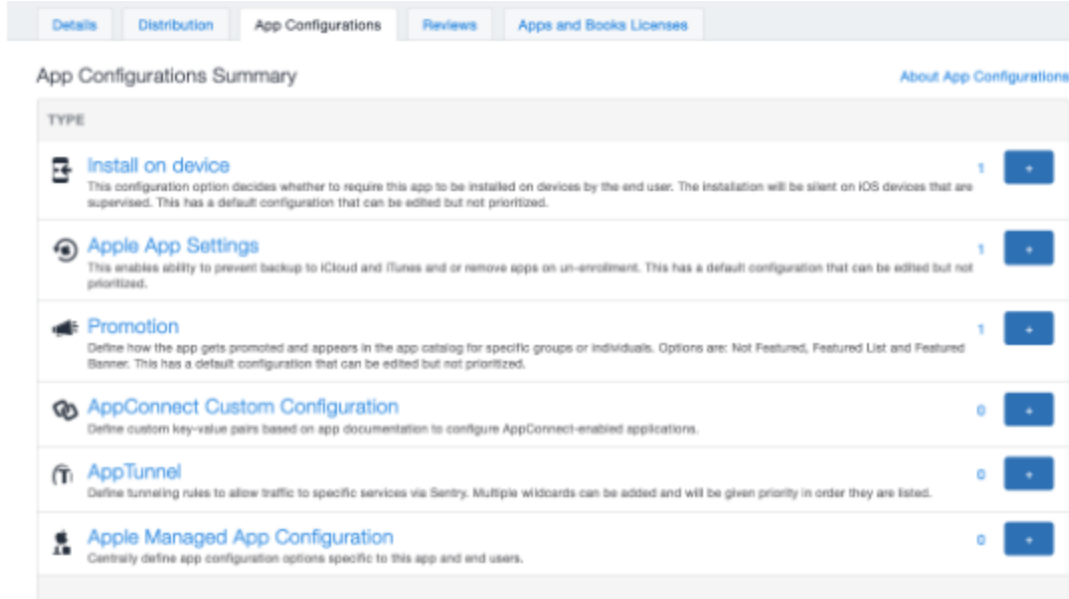 Details Distribution App Configurations Reviews Apps and Books Licenses
App Configurations Summary About App Configurations
TYPE
Install on device 1 +
This configuration option decides whether to require this app to be installed on devices by the end user. The installation will be silent on iOS devices that are
supervised. This has a default configuration that can be edited but not prioritized.
Apple App Settings 1 +
This enables ability to prevent backup to iCloud and iTunes and or remove apps on un-enrollment. This has a default configuration that can be edited but not
prioritized.
Promotion 1 +
Define how the app gets promoted and appears in the app catalog for specific groups or individuals. Options are: Not Featured, Featured List and Featured
Banner. This has a default configuration that can be edited but not prioritized.
AppConnect Custom Configuration 0 +
Define custom key-value pairs based on app documentation to configure AppConnect-enabled applications.
AppTunnel 0 +
Define tunneling rules to allow traffic to specific services via Sentry. Multiple wildcards can be added and will be given priority in order they are listed.
Apple Managed App Configuration 0 +
Centrally define app configuration options specific to this app and end users.